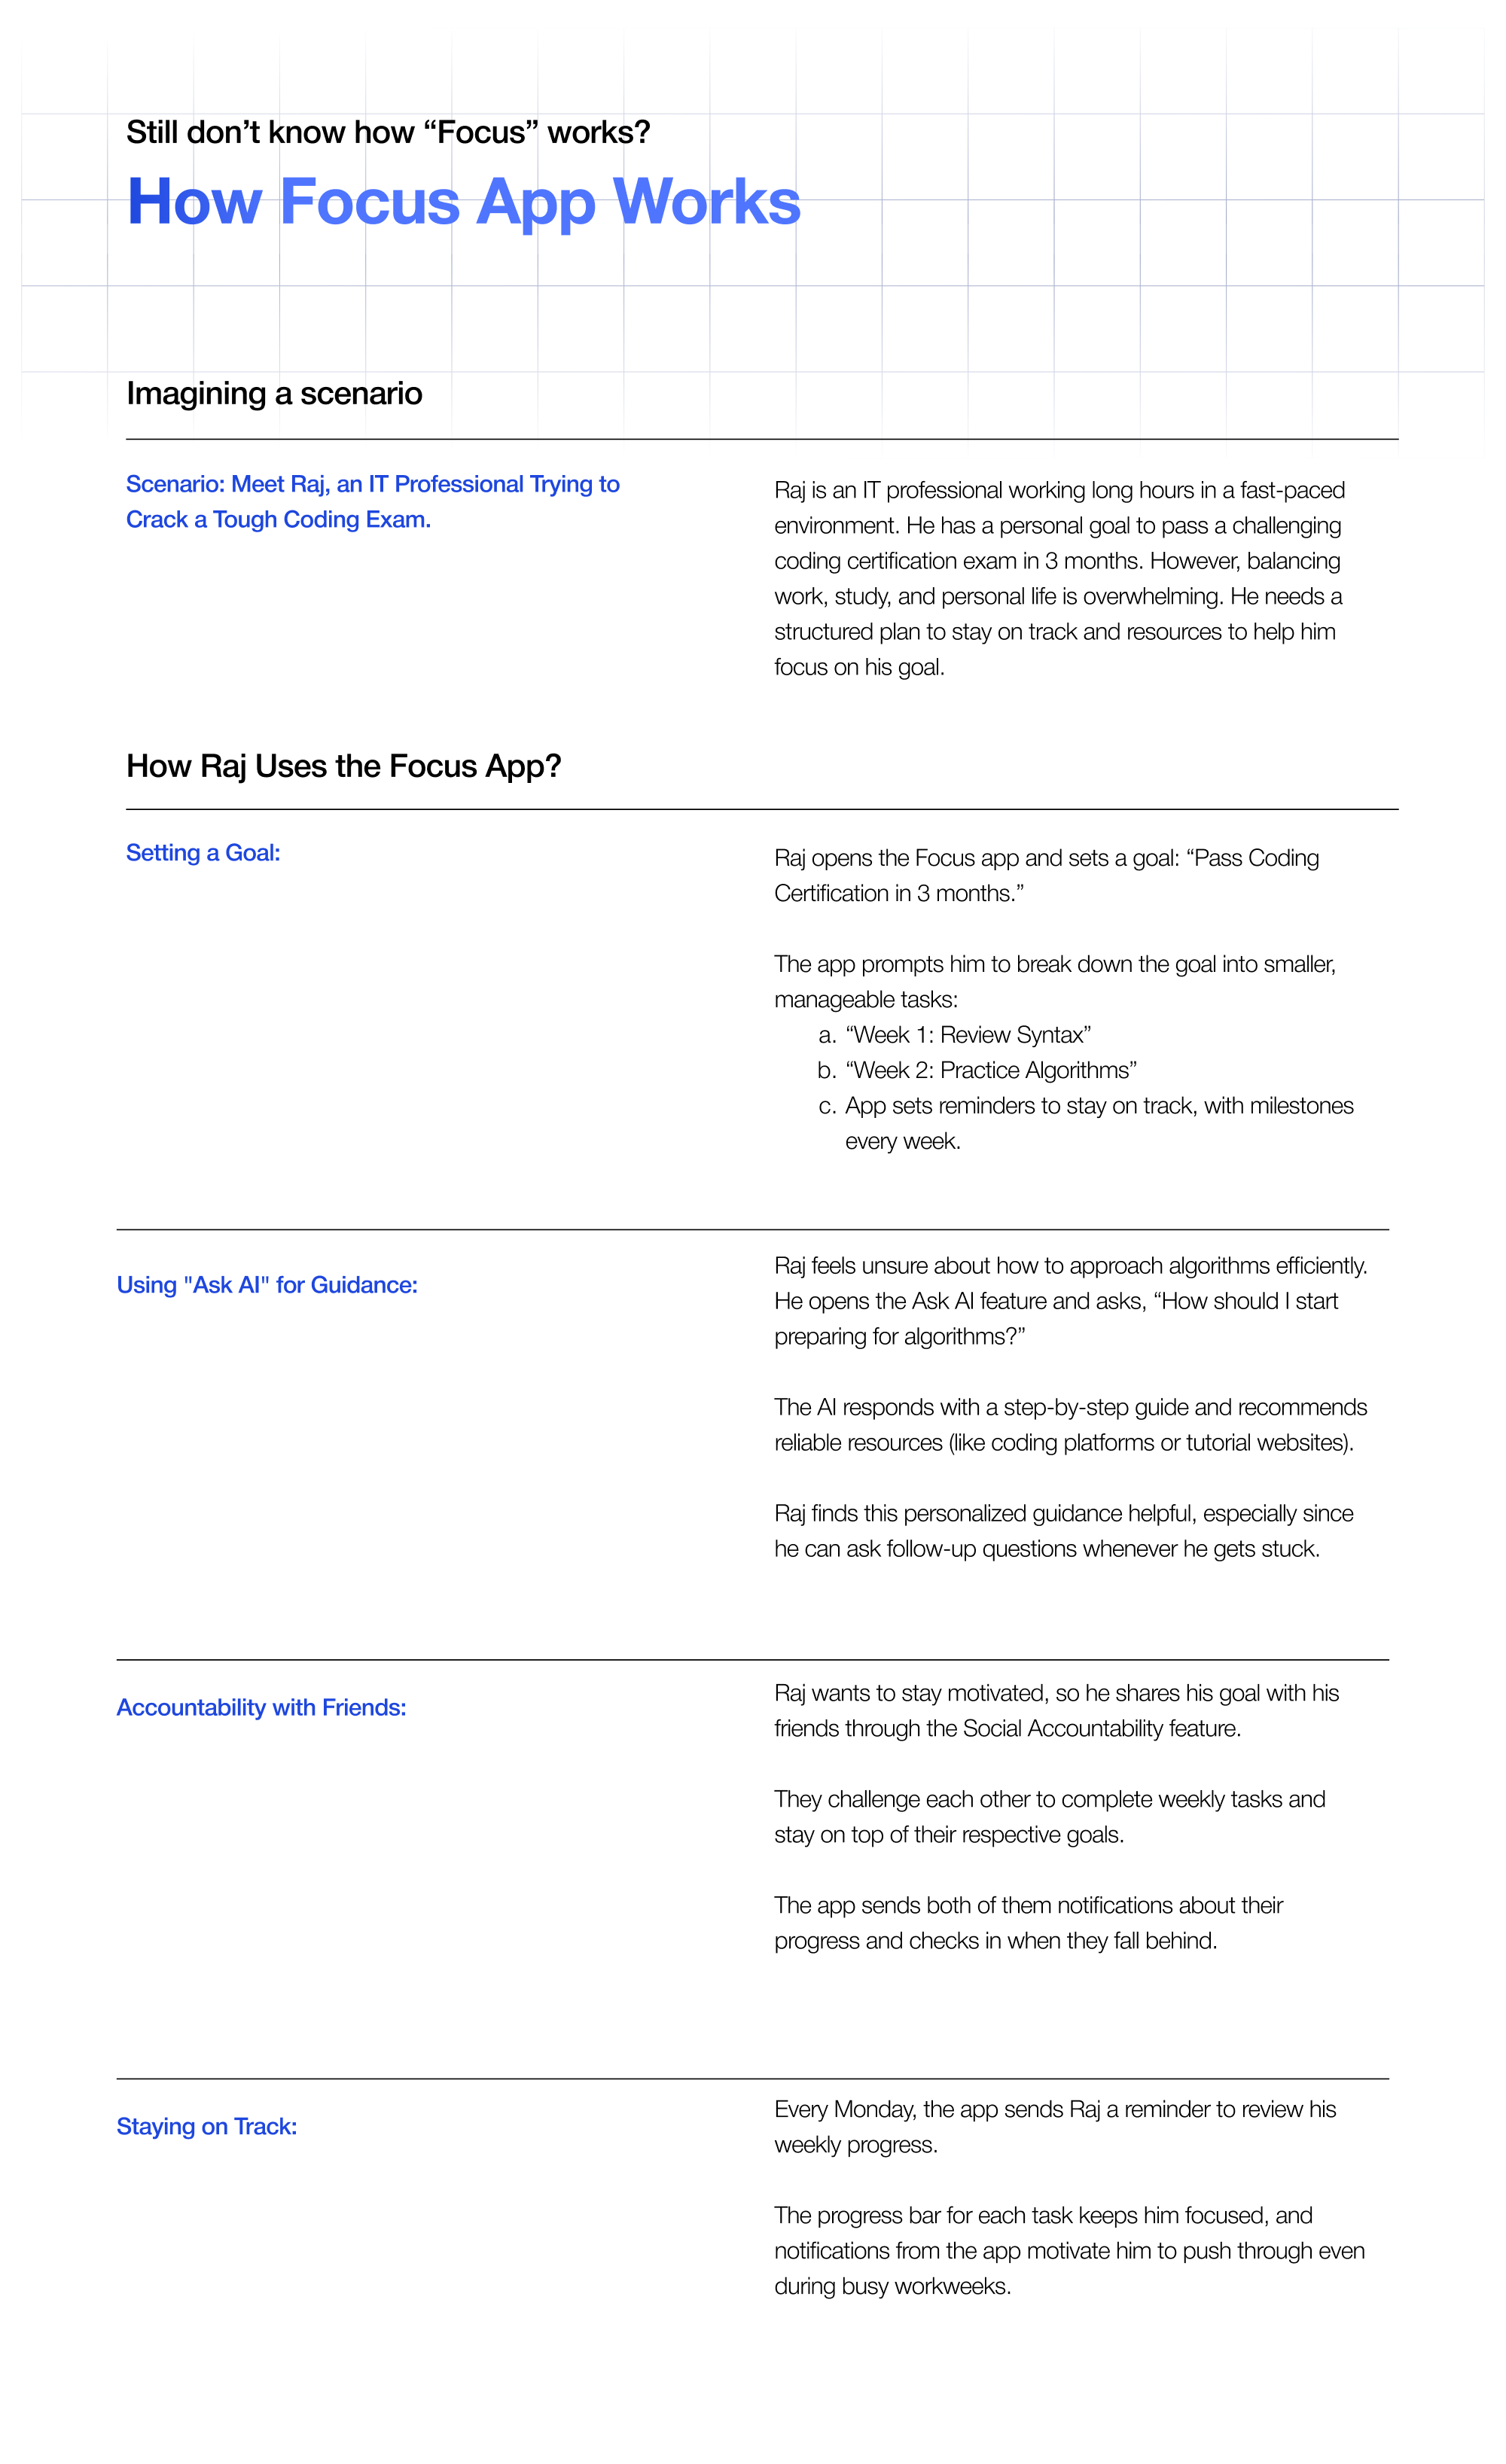 Still don’t know how “Focus” works?
How Focus App Works
Imagining a scenario
Scenario: Meet Raj, an IT Professional Trying to
Crack a Tough Coding Exam.
Raj is an IT professional working long hours in a fast-paced
environment. He has a personal goal to pass a challenging
coding certification exam in 3 months. However, balancing
work, study, and personal life is overwhelming. He needs a
structured plan to stay on track and resources to help him
focus on his goal.
How Raj Uses the Focus App?
Setting a Goal:
Raj opens the Focus app and sets a goal: “Pass Coding
Certification in 3 months.”
The app prompts him to break down the goal into smaller,
manageable tasks:
a. “Week 1: Review Syntax”
b. “Week 2: Practice Algorithms”
c. App sets reminders to stay on track, with milestones
every week.
Using "Ask AI" for Guidance:
Raj feels unsure about how to approach algorithms efficiently.
He opens the Ask AI feature and asks, “How should I start
preparing for algorithms?”
The AI responds with a step-by-step guide and recommends
reliable resources (like coding platforms or tutorial websites).
Raj finds this personalized guidance helpful, especially since
he can ask follow-up questions whenever he gets stuck.
Accountability with Friends:
Raj wants to stay motivated, so he shares his goal with his
friends through the Social Accountability feature.
They challenge each other to complete weekly tasks and
stay on top of their respective goals.
The app sends both of them notifications about their
progress and checks in when they fall behind.
Staying on Track:
Every Monday, the app sends Raj a reminder to review his
weekly progress.
The progress bar for each task keeps him focused, and
notifications from the app motivate him to push through even
during busy workweeks.